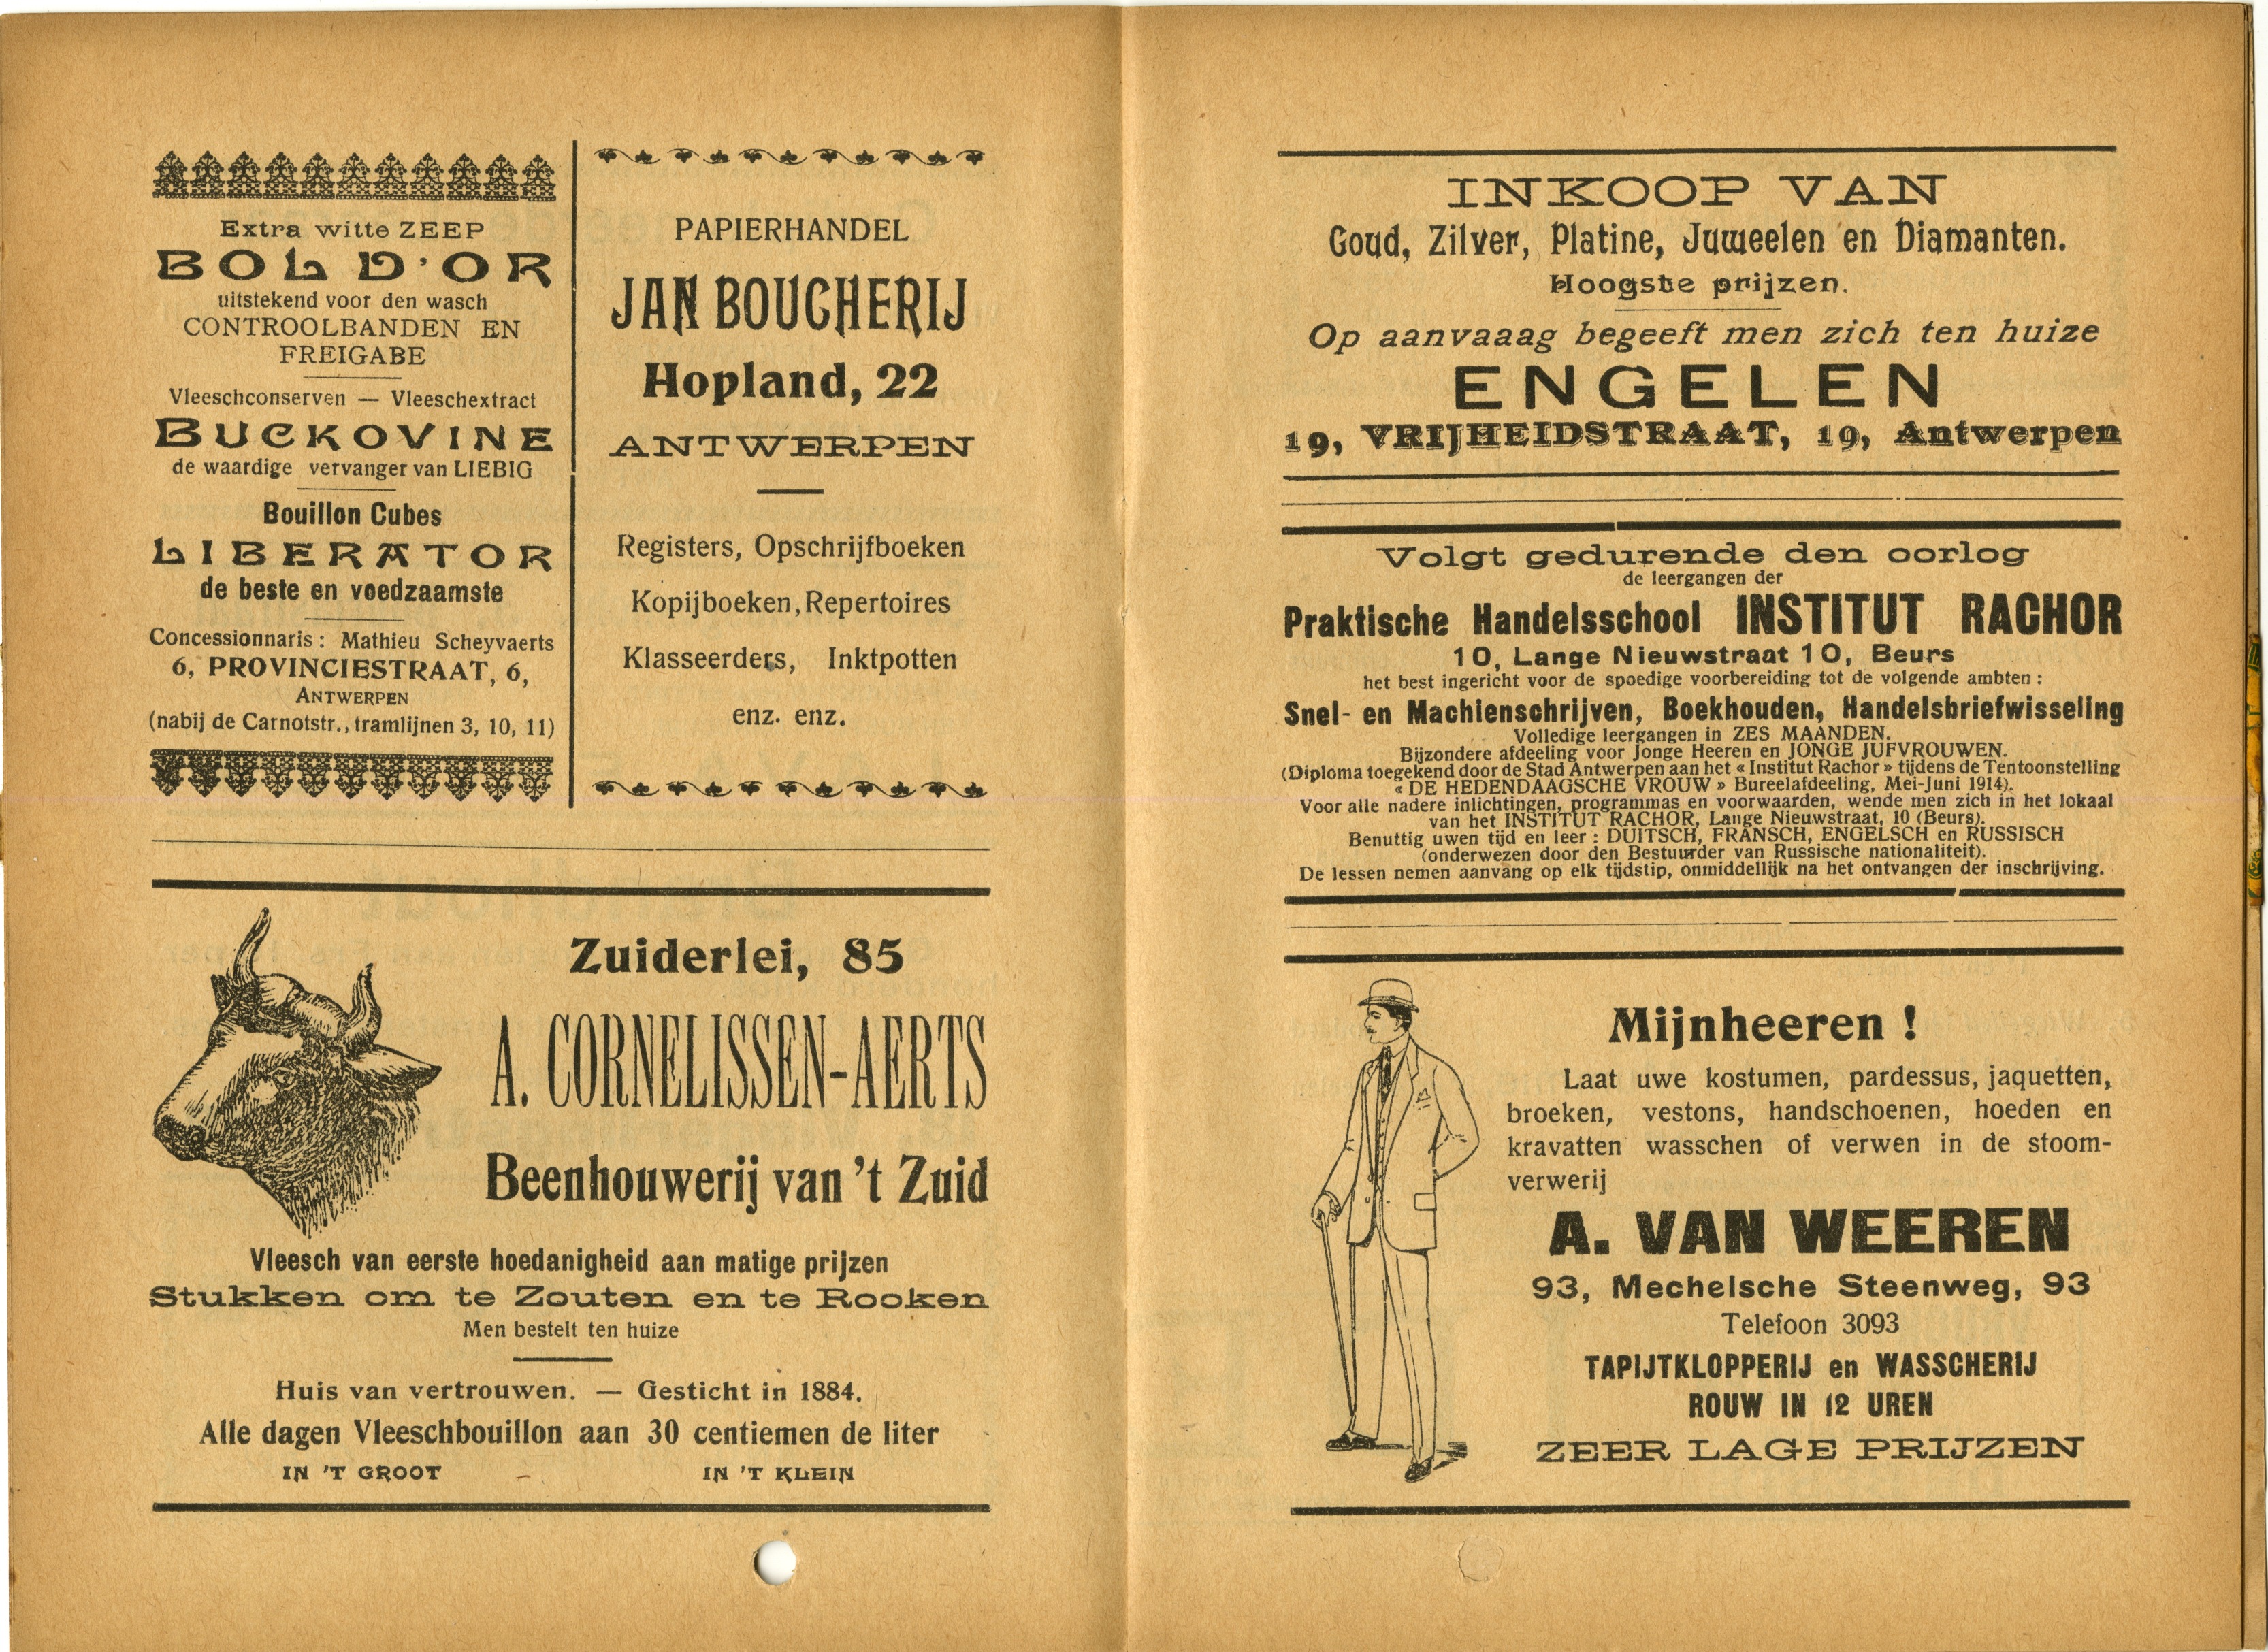 Extra witte ZEEP
BOL D'OR
uitstekend voor den wasch
CONTROOLBANDEN EN
FREIGABE
Vleeschconserven — Vleeschextract
BUCKOVINE
de waardige vervanger van LIEBIG
Bouillon Cubes
LIBERATOR
de beste en voedzaamste
Concessionnaris : Mathieu Scheyvaerts
6, PROVINCIESTRAAT, 6,
ANTWERPEN
(nabij de Carnotstr., tramlijnen 3, 10, 11)
PAPIERHANDEL
JAN BOUCHERIJ
Hopland, 22
ANTWERPEN
Registers, Opschrijfboeken
Kopijboeken, Repertoires
Klasseerders, Inktpotten
enz. enz.
Zuiderlei, 85
A. CORNELISSEN-AERTS
Beenhouwerij van 't Zuid
Vleesch van eerste hoedanigheid aan matige prijzen
Stukken om te Zouten en te Rooken
Men bestelt ten huize
Huis van vertrouwen. — Gesticht in 1884.
Alle dagen Vleeschbouillon aan 30 centiemen de liter
IN 'T GROOT – IN 'T KLEIN
INKOOP VAN
Goud, Zilver, Platine, Juweelen en Diamanten.
Hoogste prijzen.
Op aanvaaag begeeft men zich ten huize
ENGELEN
19, VRIJHEIDSTRAAT, 19, Antwerpen
Volgt gedurende den oorlog
de leergangen der
Praktische Handelsschool INSTITUT RACHOR
10, Lange Nieuwstraat 10, Beurs
het best ingericht voor de spoedige voorbereiding tot de volgende ambten :
Snel- en Machienschrijven, Boekhouden, Handelsbriefwisseling
Volledige leergangen in ZES MAANDEN.
Bijzondere afdeeling voor Jonge Heeren en JONGE JUFVROUWEN.
(Diploma toegekend door de Stad Antwerpen aan het « Institut Rachor » tijdens de Tentoonstelling
« DE HEDENDAAGSCHE VROUW » Bureelafdeeling, Mei-Juni 1914).
Voor alle nadere inlichtingen, programmas en voorwaarden, wende men zich in het lokaal
van het INSTITUT RACHOR, Lange Nieuwstraat, 10 (Beurs).
Benuttig uwen tijd en leer : DUITSCH, FRANSCH, ENGELSCH en RUSSISCH
(onderwezen door den Bestuurder van Russische nationaliteit).
De lessen nemen aanvang op elk tijdstip, onmiddellijk na het ontvangen der inschrijving.
Mijnheeren !
Laat uwe kostumen, pardessus, jaquetten,
broeken, vestons, handschoenen, hoeden en
kravatten wasschen of verwen in de stoom-
verwerij
A. VAN WEEREN
93, Mechelsche Steenweg, 93
Telefoon 3093
TAPIJTKLOPPERIJ en WASSCHERIJ
ROUW IN 12 UREN
ZEER LAGE PRIJZEN